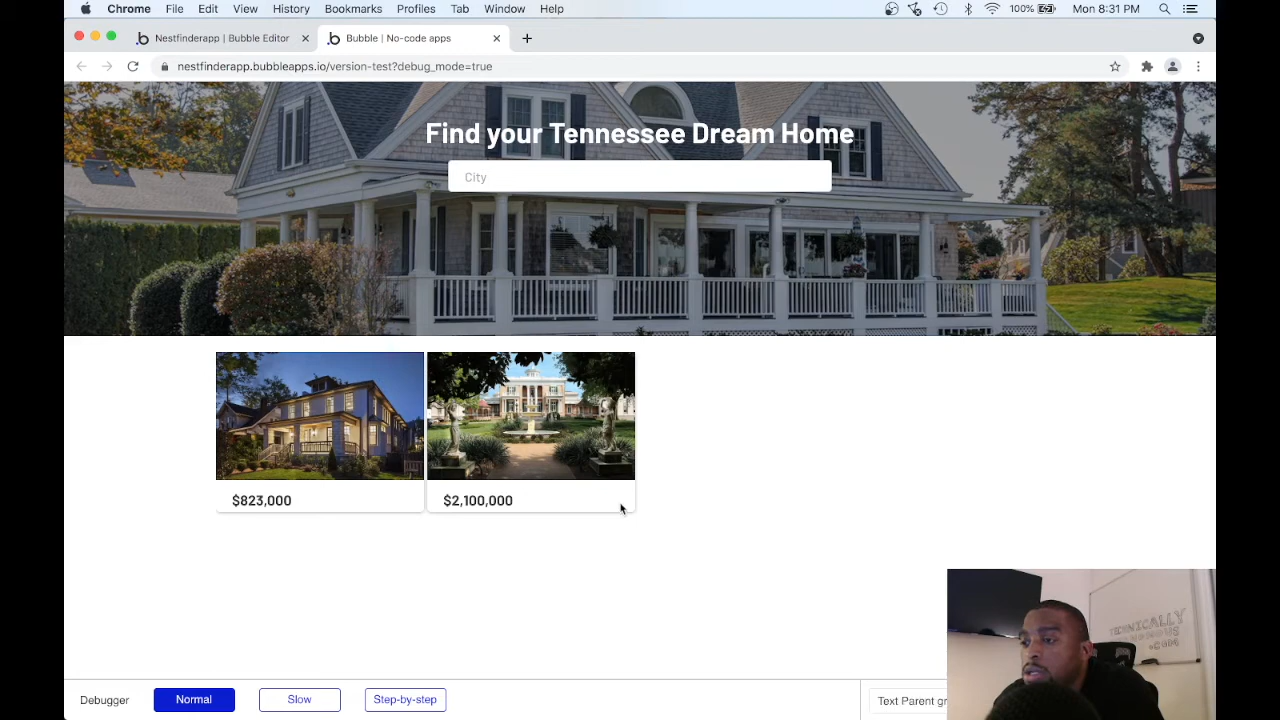 Chrome File Edit View History Bookmarks Profiles Tab Window Help 100% Mon 8:31 PM
Nestfinderapp | Bubble Editor Bubble | No-code apps
nestfinderapp.bubbleapps.io/version-test?debug_mode=true
Find your Tennessee Dream Home
City
$823,000 $2,100,000
TECHNICALLY
.COM
Debugger Normal Slow Step-by-step Text Parent gr